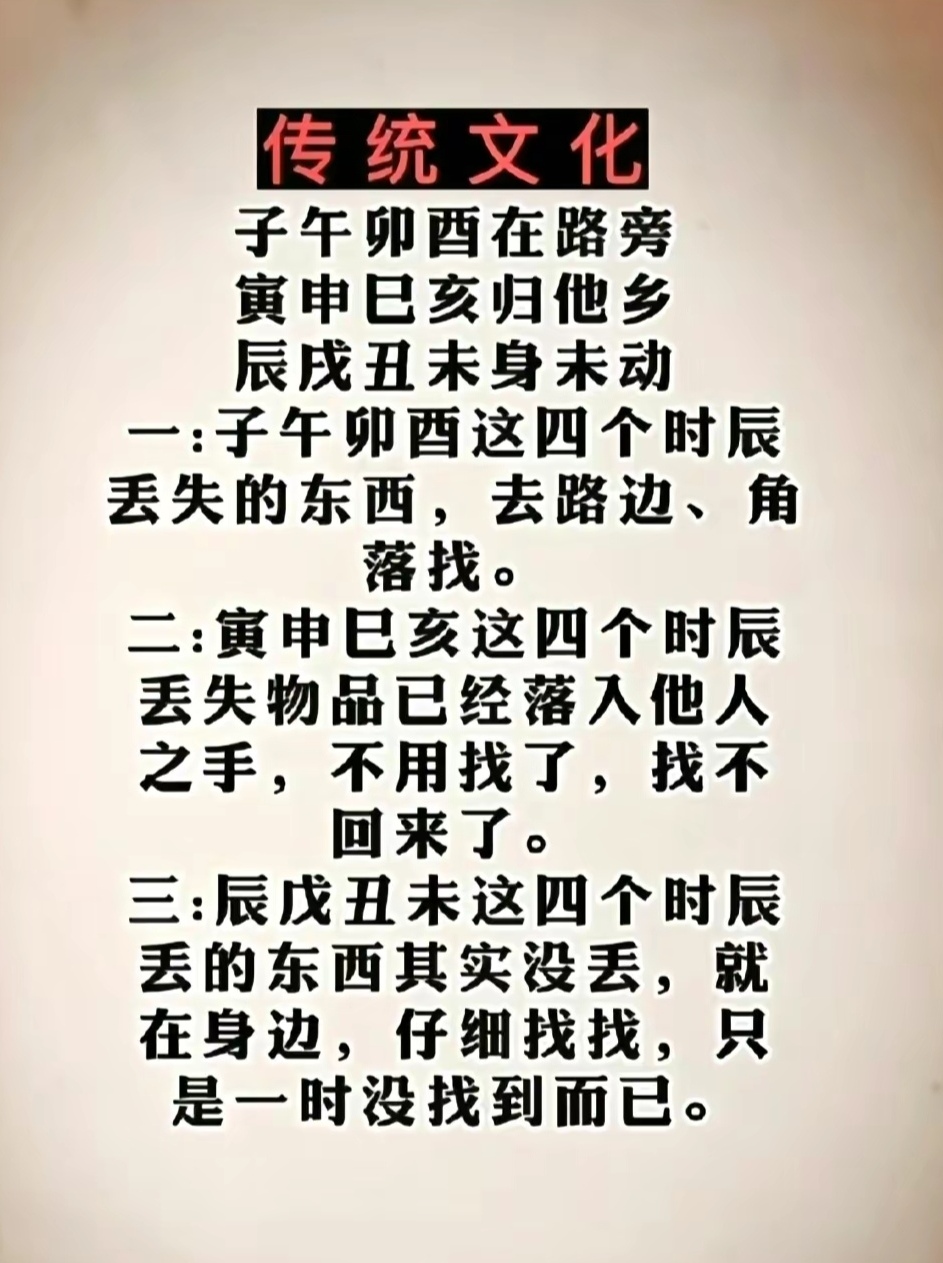 传统文化
子午卯酉在路旁
寅申巳亥归他乡
辰戌丑未身未动
一:子午卯酉这四个时辰
丢失的东西，去路边、角
落找。
二:寅申巳亥这四个时辰
丢失物品已经落入他人
之手，不用找了，找不
回来了。
三:辰戊丑未这四个时辰
丢的东西其实没丢，就
在身边，仔细找找，只
是一时没找到而已。